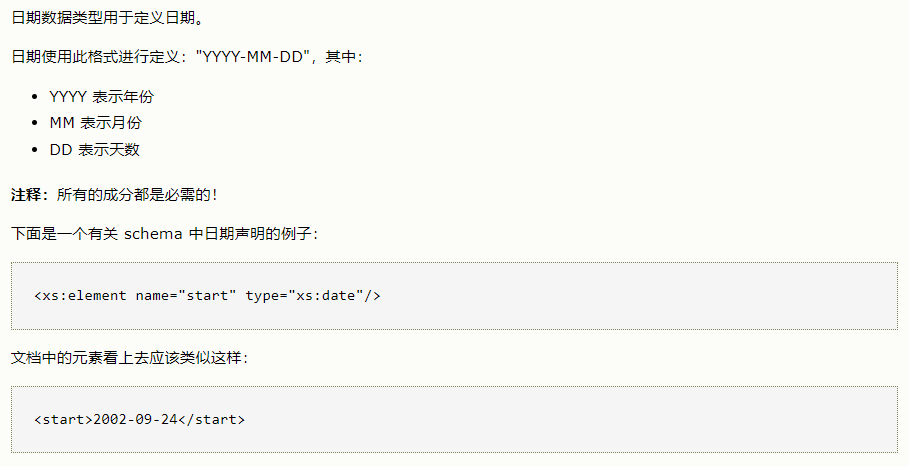 日期数据类型用于定义日期。
日期使用此格式进行定义："YYYY-MM-DD"，其中：
• YYYY 表示年份
• MM 表示月份
• DD 表示天数
注释：所有的成分都是必需的！
下面是一个有关 schema 中日期声明的例子：
<xs:element name="start" type="xs:date"/>
文档中的元素看上去应该类似这样：
<start>2002-09-24</start>